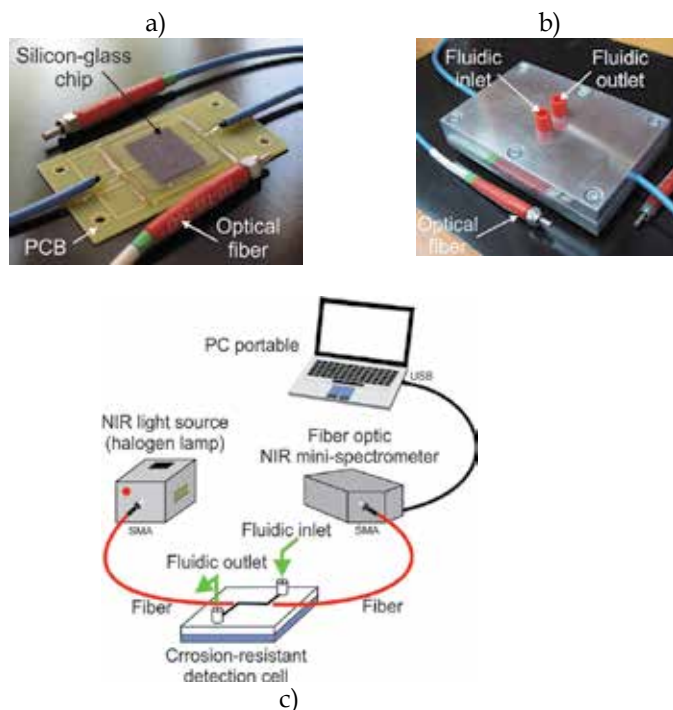 a)
Silicon-glass
chip
PCB
Optical
fiber
b)
Fluidic
inlet
Fluidic
outlet
Optical
fiber
PC portable
USB
NIR light source
(halogen lamp)
Fiber optic
NIR mini-spectrometer
SMA
SMA
Fluidic inlet
Fluidic outlet
Fiber
Fiber
Crrosion-resistant
detection cell
c)